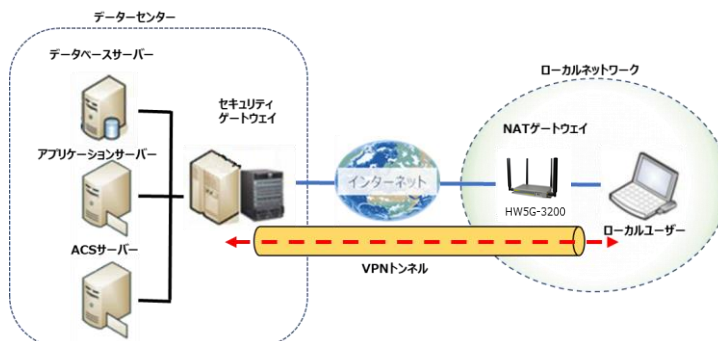 データーセンター
データベースサーバー
アプリケーションサーバー
ACSサーバー
セキュリティ
ゲートウェイ
インターネット
VPNトンネル
ローカルネットワーク
NATゲートウェイ
HW5G-3200
ローカルユーザー